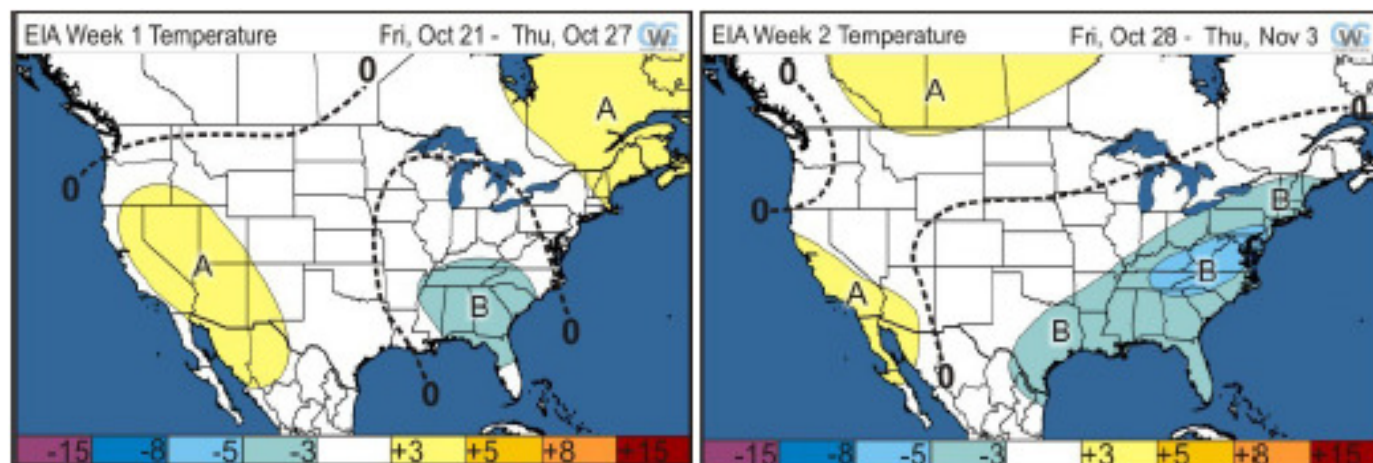 EIA Week 1 Temperature Fri, Oct 21 - Thu, Oct 27
0
A
0
A
B
0
0
-15 -8 -5 -3 +3 +5 +8 +15
EIA Week 2 Temperature Fri, Oct 28 - Thu, Nov 3
0
A
0
B
0
B
A
B
0
-15 -8 -5 -3 +3 +5 +8 +15